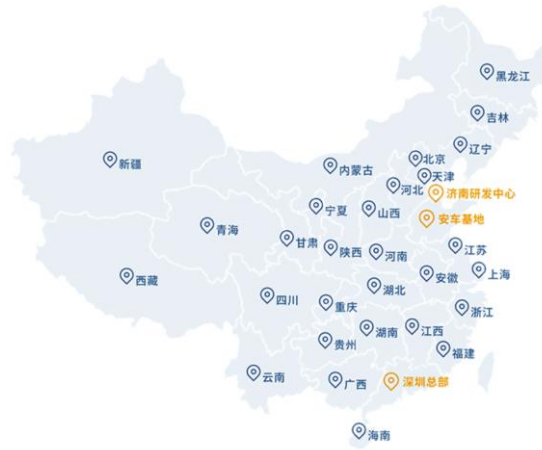 黑龙江
吉林
辽宁
北京
天津
新疆
内蒙古
河北
济南研发中心
宁夏
山西
安车基地
青海
甘肃
陕西
河南
江苏
西藏
安徽
上海
四川
重庆
湖北
浙江
贵州
湖南
江西
福建
云南
广西
深圳总部
海南